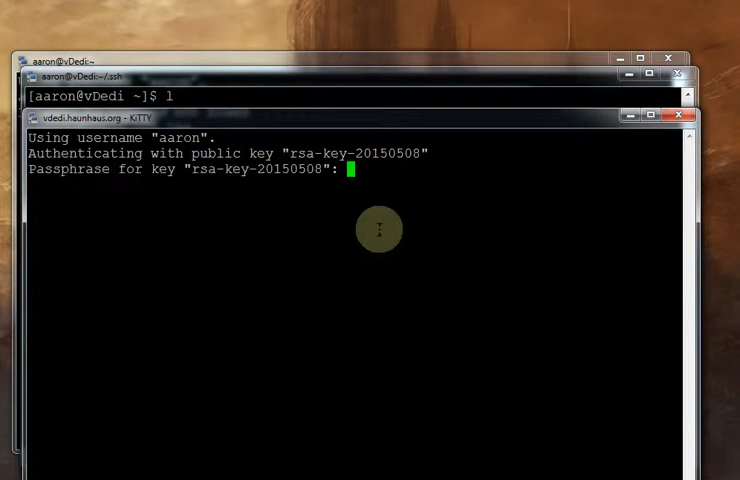 aaron@vDedi:~
aaron@vDedi:~/.ssh
[aaron@vDedi ~]$ l
vdedi.haunhaus.org - KiTTY
Using username "aaron".
Authenticating with public key "rsa-key-20150508"
Passphrase for key "rsa-key-20150508":